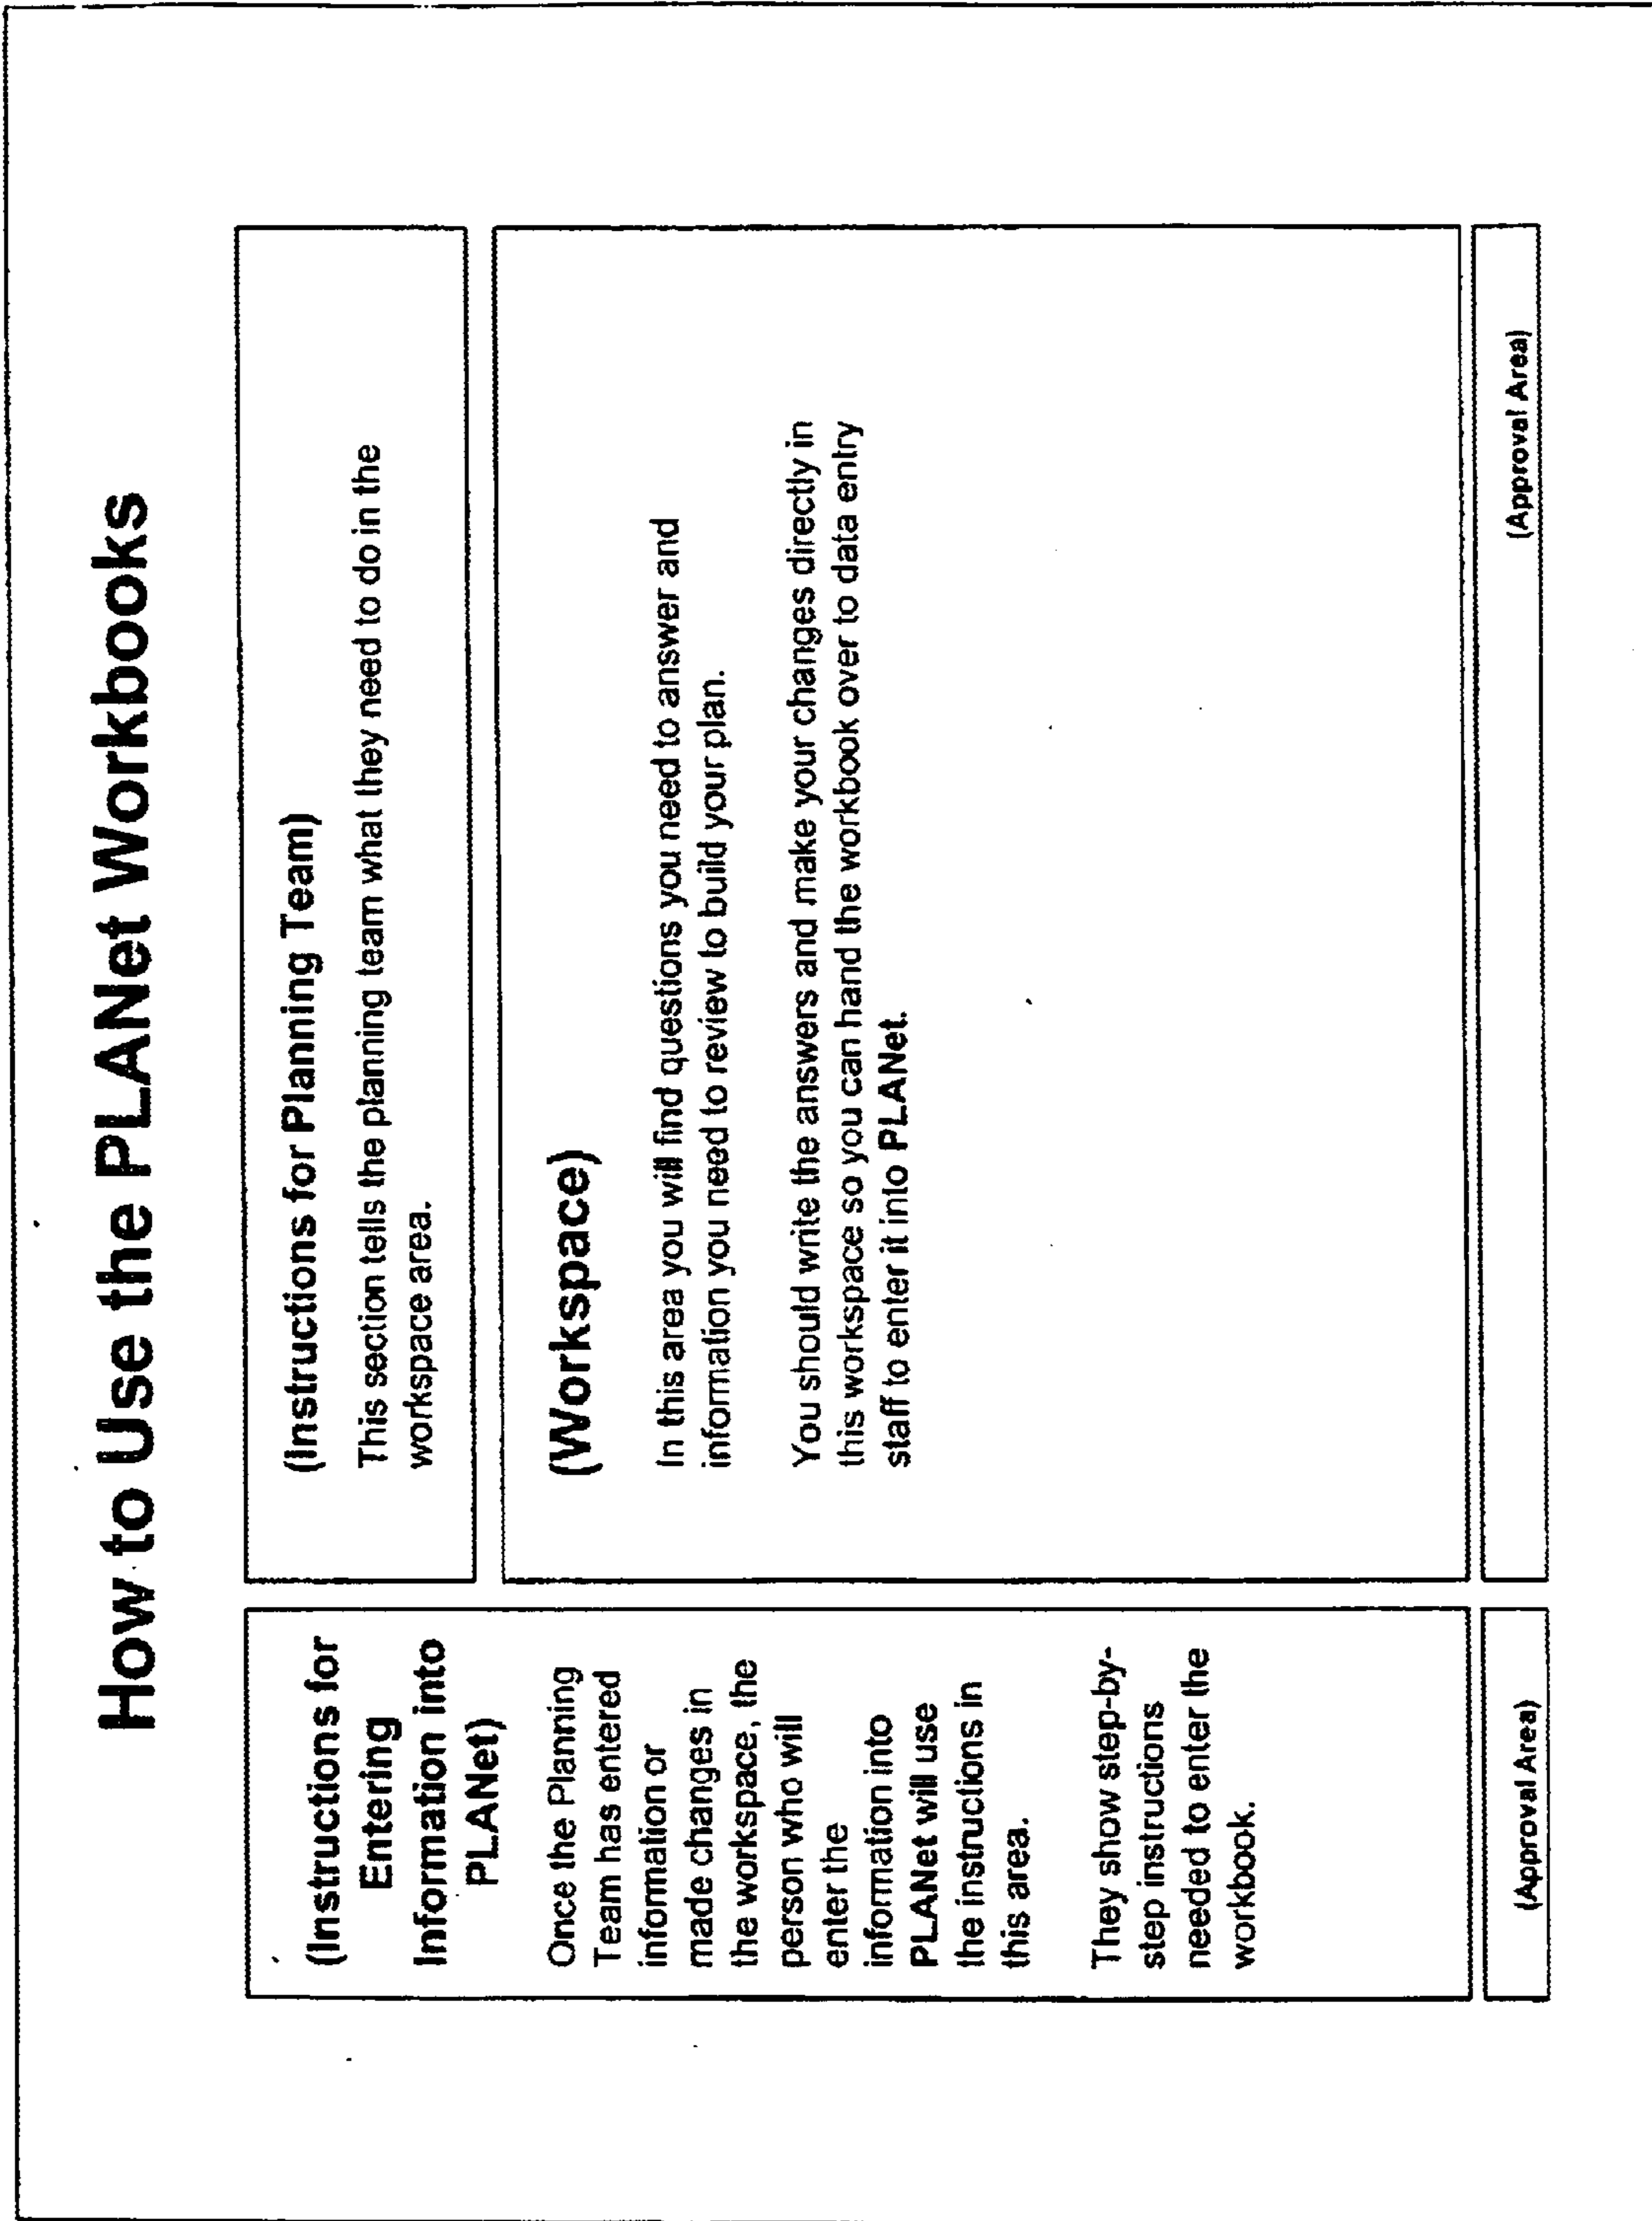 How to Use the PLANet Workbooks
(Instructions for
Entering
Information into
PLANet)
Once the Planning
Team has entered
information or
made changes in
the workspace, the
person who will
enter the
information into
PLANet will use
the instructions in
this area.
They show step-by-
step instructions
needed to enter the
workbook.
(Approval Area)
(Instructions for Planning Team)
This section tells the planning team what they need to do in the
workspace area.
(Workspace)
In this area you will find questions you need to answer and
information you need to review to build your plan.
You should write the answers and make your changes directly in
this workspace so you can hand the workbook over to data entry
staff to enter it into PLANet.
(Approval Area)